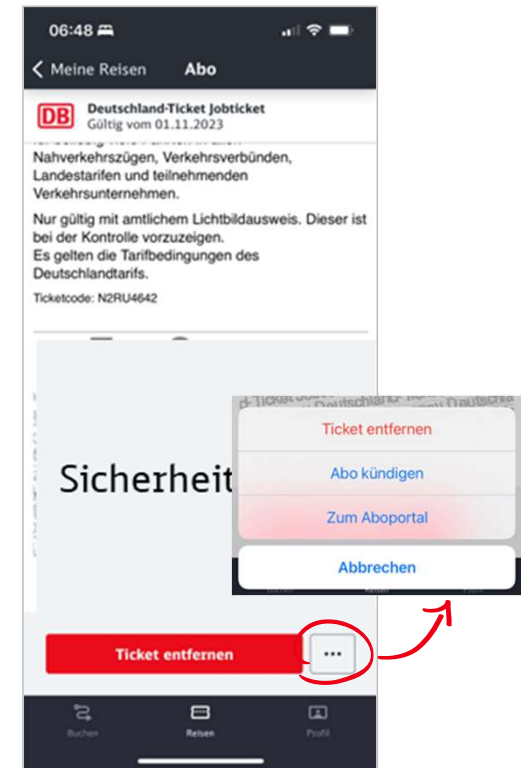 06:48
Meine Reisen Abo
DB Deutschland-Ticket Jobticket
Gültig vom 01.11.2023
Nahverkehrszügen, Verkehrsverbünden,
Landestarifen und teilnehmenden
Verkehrsunternehmen.
Nur gültig mit amtlichem Lichtbildausweis. Dieser ist
bei der Kontrolle vorzuzeigen.
Es gelten die Tarifbedingungen des
Deutschlandtarifs.
Ticketcode: N2RU4642
Sicherheit
Ticket entfernen
Abo kündigen
Zum Aboportal
Abbrechen
Ticket entfernen ...
Buchen Reisen Profil